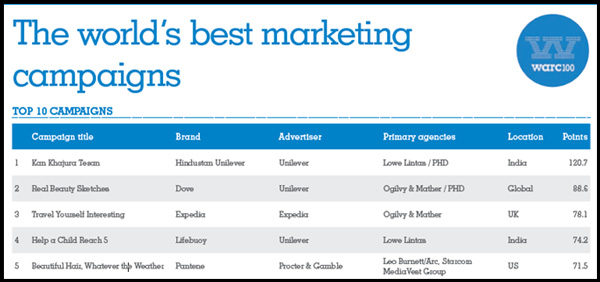 The world's best marketing
campaigns
warc100
TOP 10 CAMPAIGNS
Campaign title Brand Advertiser Primary agencies Location Points
1 Kan Khajura Tesan Hindustan Unilever Unilever Lowe Lintas / PHD India 120.7
2 Real Beauty Sketches Dove Unilever Ogilvy & Mather / PHD Global 88.6
3 Travel Yourself Interesting Expedia Expedia Ogilvy & Mather UK 78.1
4 Help a Child Reach 5 Lifebuoy Unilever Lowe Lintas India 74.2
5 Beautiful Hair, Whatever the Weather Pantene Procter & Gamble Leo Burnett/Arc, Starcom US 71.5
MediaVest Group